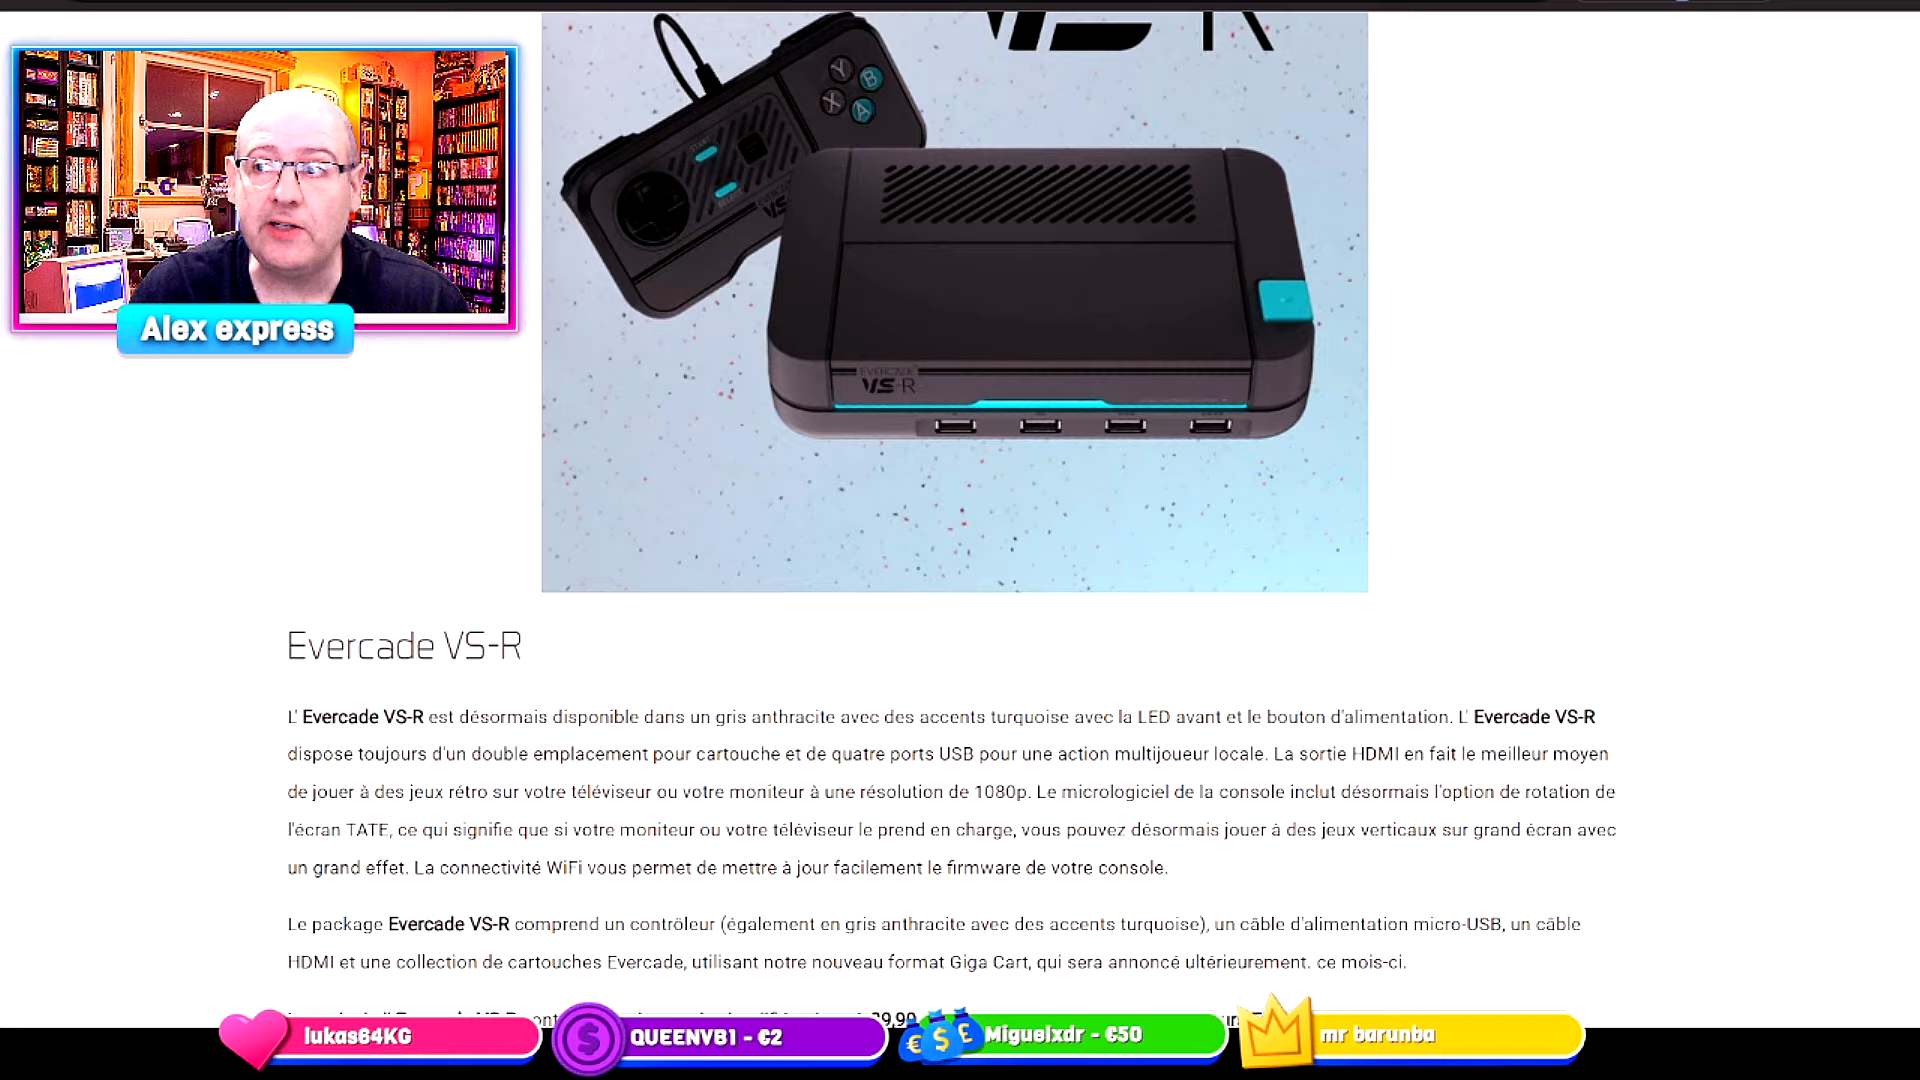 VS-R
Y
B
X
A
START
Alex express
EVERCADE
VS-R
Evercade VS-R
L' Evercade VS-R est désormais disponible dans un gris anthracite avec des accents turquoise avec la LED avant et le bouton d'alimentation. L' Evercade VS-R
dispose toujours d'un double emplacement pour cartouche et de quatre ports USB pour une action multijoueur locale. La sortie HDMI en fait le meilleur moyen
de jouer à des jeux rétro sur votre téléviseur ou votre moniteur à une résolution de 1080p. Le micrologiciel de la console inclut désormais l'option de rotation de
l'écran TATE, ce qui signifie que si votre moniteur ou votre téléviseur le prend en charge, vous pouvez désormais jouer à des jeux verticaux sur grand écran avec
un grand effet. La connectivité WiFi vous permet de mettre à jour facilement le firmware de votre console.
Le package Evercade VS-R comprend un contrôleur (également en gris anthracite avec des accents turquoise), un câble d'alimentation micro-USB, un câble
HDMI et une collection de cartouches Evercade, utilisant notre nouveau format Giga Cart, qui sera annoncé ultérieurement. ce mois-ci.
lukas64KG
QUEENVB1 - €2
Miguelxdr - €50
mr barunba